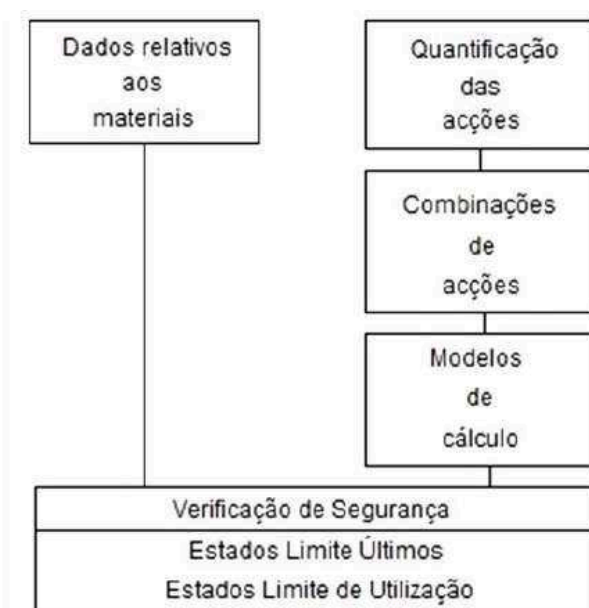 Dados relativos
aos
materiais
Quantificação
das
acções
Combinações
de
acções
Modelos
de
cálculo
Verificação de Segurança
Estados Limite Últimos
Estados Limite de Utilização